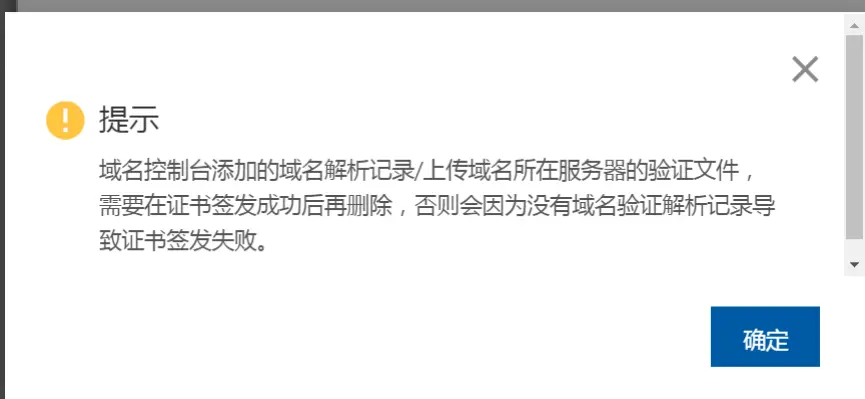 提示
域名控制台添加的域名解析记录/上传域名所在服务器的验证文件，
需要在证书签发成功后再删除，否则会因为没有域名验证解析记录导
致证书签发失败。
确定